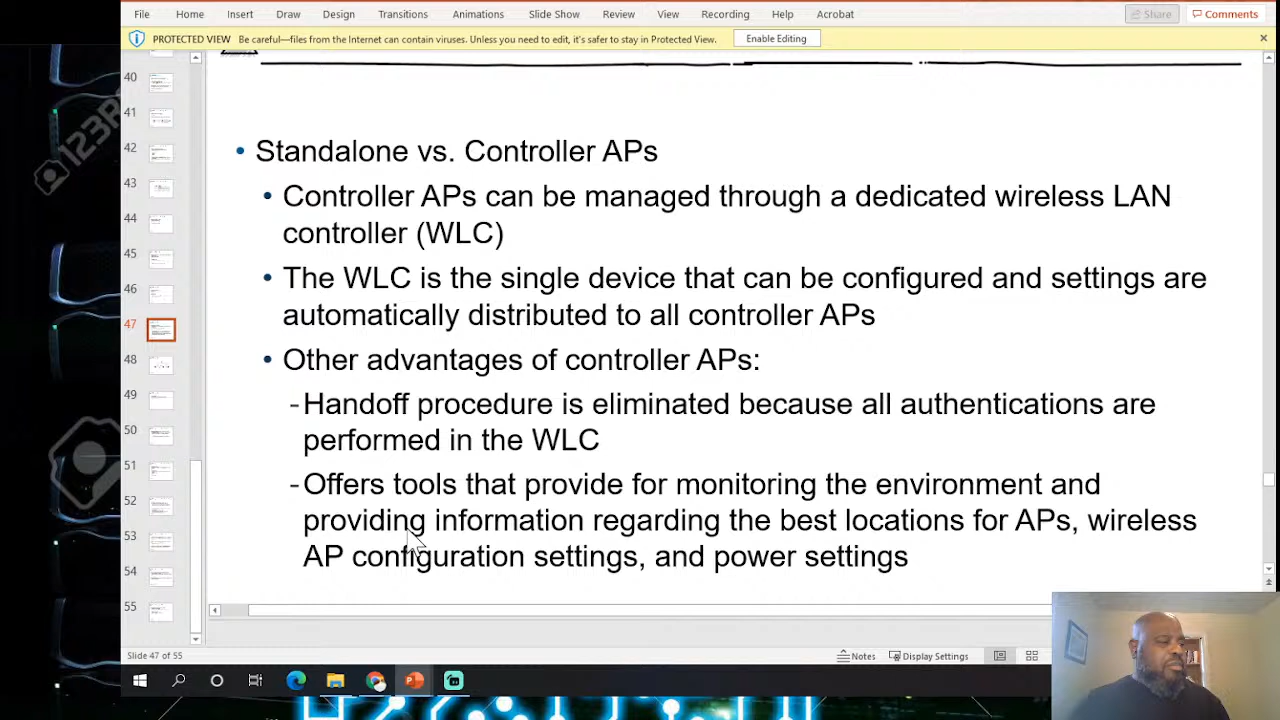 File Home Insert Draw Design Transitions Animations Slide Show Review View Recording Help Acrobat Share Comments
PROTECTED VIEW Be careful—files from the Internet can contain viruses. Unless you need to edit, it's safer to stay in Protected View. Enable Editing
40
41
42
43
44
45
46
47
48
49
50
51
52
53
54
55
• Standalone vs. Controller APs
• Controller APs can be managed through a dedicated wireless LAN
controller (WLC)
• The WLC is the single device that can be configured and settings are
automatically distributed to all controller APs
• Other advantages of controller APs:
-Handoff procedure is eliminated because all authentications are
performed in the WLC
-Offers tools that provide for monitoring the environment and
providing information regarding the best locations for APs, wireless
AP configuration settings, and power settings
Slide 47 of 55 Notes Display Settings